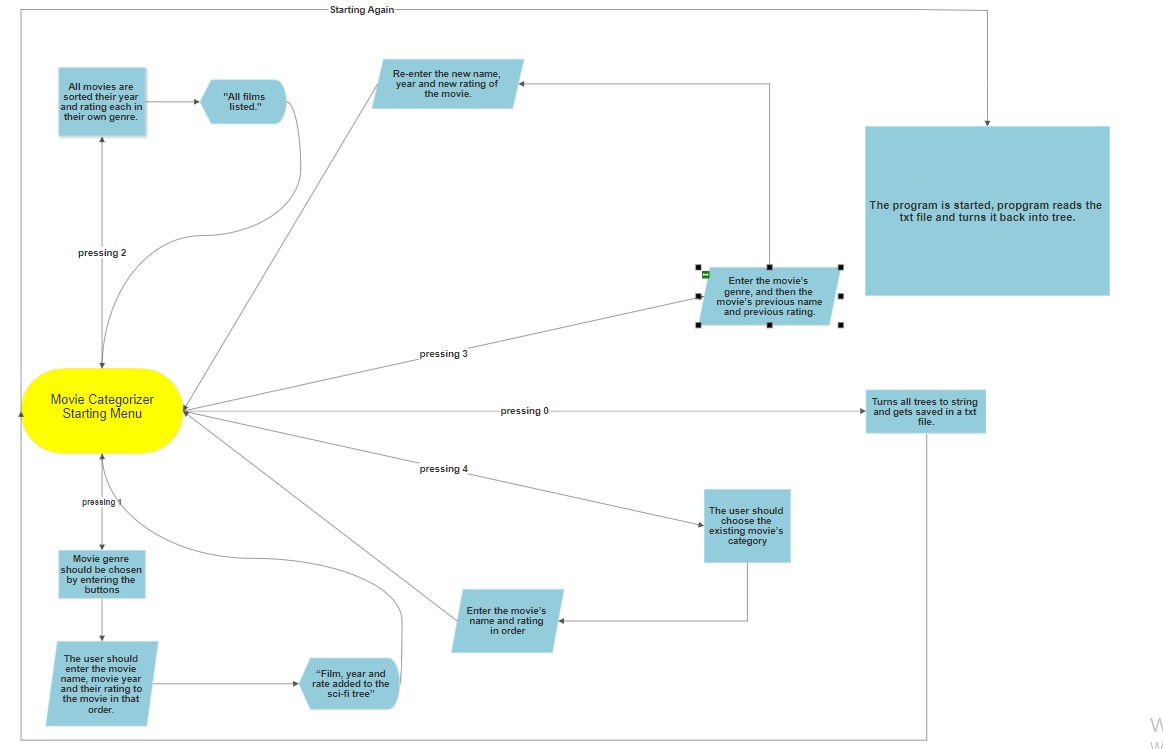 Starting Again
All movies are
sorted their year
and rating each in
their own genre.
"All films
listed."
Re-enter the new name,
year and new rating of
the movie.
The program is started, propgram reads the
txt file and turns it back into tree.
pressing 2
Enter the movie's
genre, and then the
movie's previous name
and previous rating.
pressing 3
Movie Categorizer
Starting Menu
pressing 0
Turns all trees to string
and gets saved in a txt
file.
pressing 4
pressing 1
The user should
choose the
existing movie's
category
Movie genre
should be chosen
by entering the
buttons
Enter the movie's
name and rating
in order
The user should
enter the movie
name, movie year
and their rating to
the movie in that
order.
"Film, year and
rate added to the
sci-fi tree"